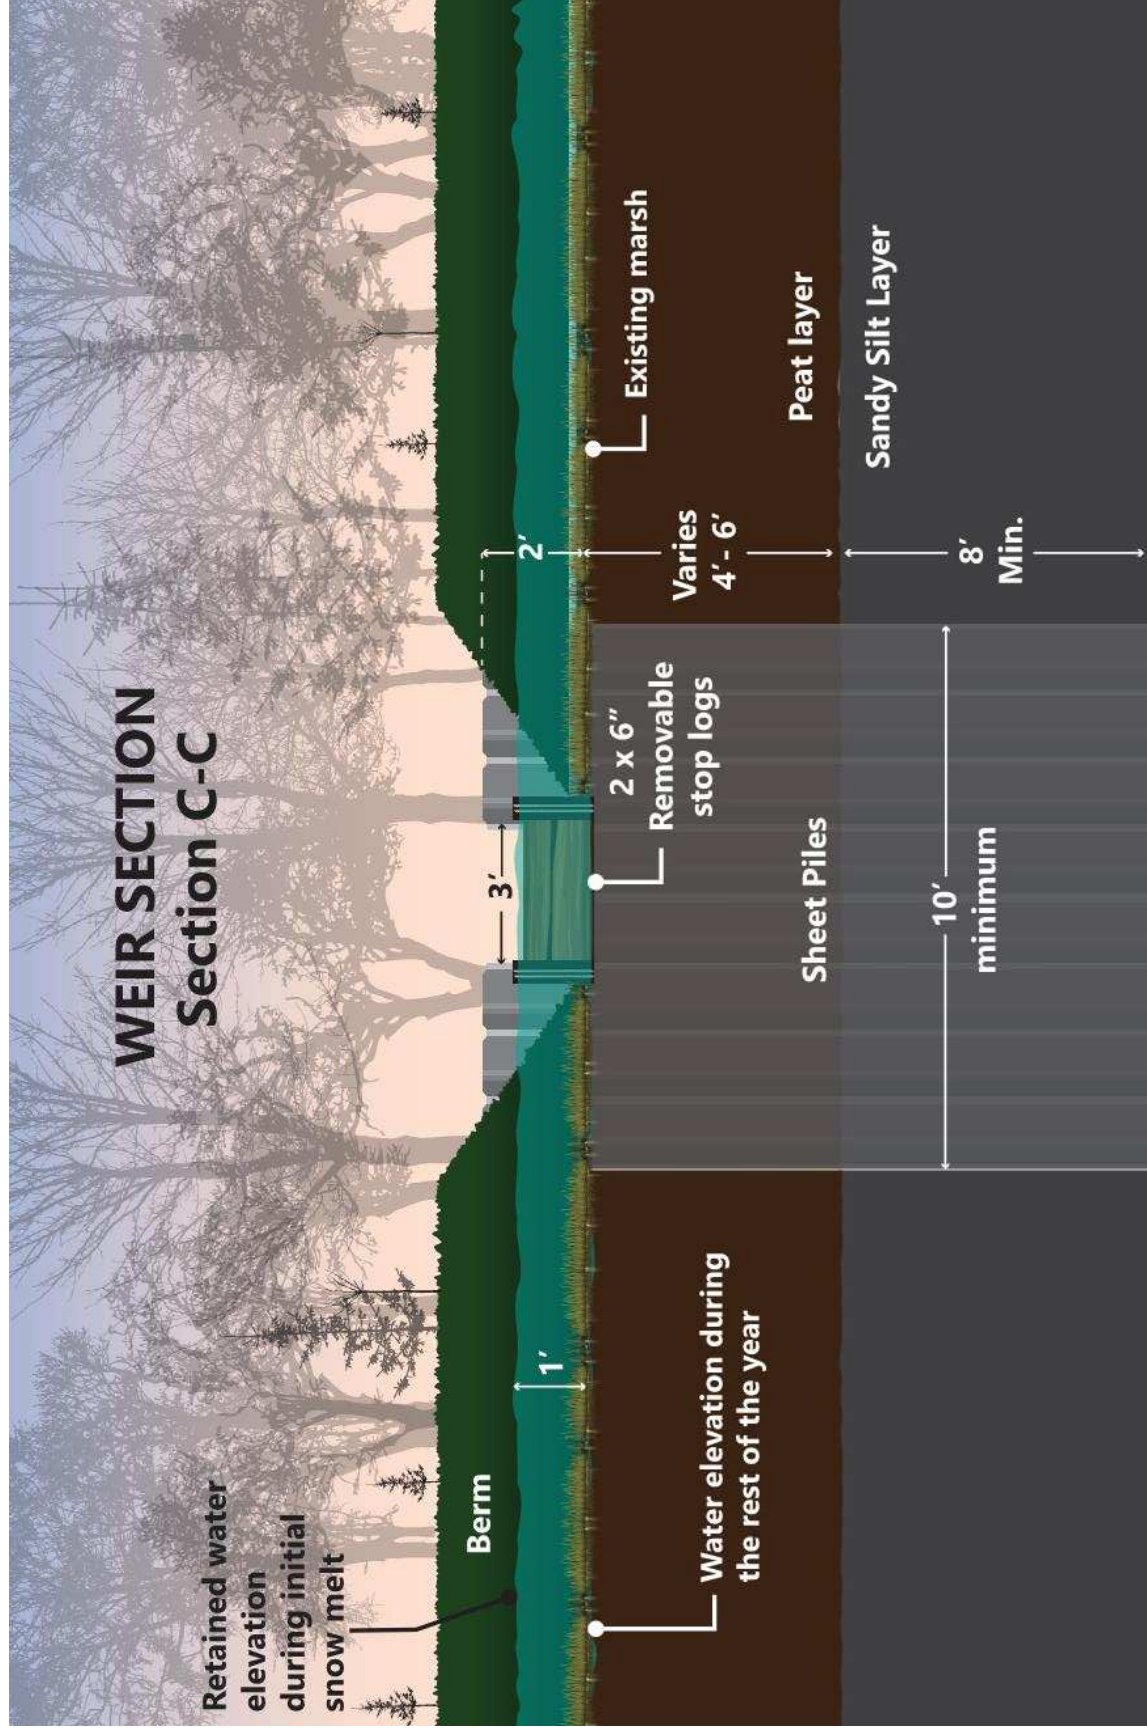 WEIR SECTION
Section C-C
Retained water
elevation
during initial
snow melt
Berm
1′
3′
2′
Existing marsh
2 x 6”
Removable
stop logs
Varies
4′ - 6′
Water elevation during
the rest of the year
Sheet Piles
Peat layer
Sandy Silt Layer
10′
minimum
8′
Min.